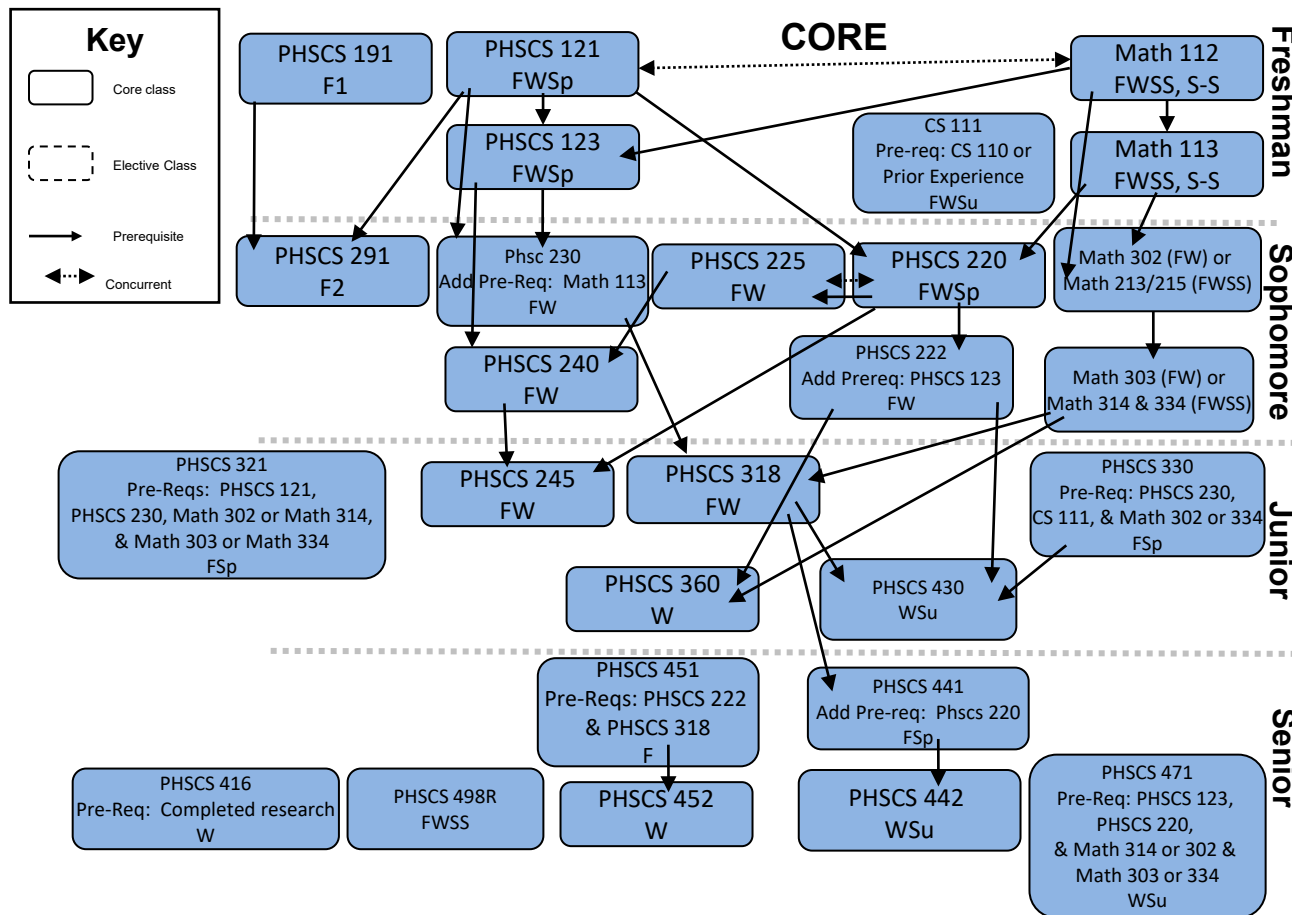 Key
Core class
Elective Class
Prerequisite
Concurrent
CORE
Freshman
PHSCS 191
F1
PHSCS 121
FWSp
Math 112
FWSS, S-S
PHSCS 123
FWSp
CS 111
Pre-req: CS 110 or
Prior Experience
FWSu
Math 113
FWSS, S-S
Sophomore
PHSCS 291
F2
Phsc 230
Add Pre-Req: Math 113
FW
PHSCS 225
FW
PHSCS 220
FWSp
Math 302 (FW) or
Math 213/215 (FWSS)
PHSCS 240
FW
PHSCS 222
Add Prereq: PHSCS 123
FW
Math 303 (FW) or
Math 314 & 334 (FWSS)
Junior
PHSCS 321
Pre-Reqs: PHSCS 121,
PHSCS 230, Math 302 or Math 314,
& Math 303 or Math 334
FSp
PHSCS 245
FW
PHSCS 318
FW
PHSCS 330
Pre-Req: PHSCS 230,
CS 111, & Math 302 or 334
FSp
PHSCS 360
W
PHSCS 430
WSu
Senior
PHSCS 451
Pre-Reqs: PHSCS 222
& PHSCS 318
F
PHSCS 441
Add Pre-req: Phscs 220
FSp
PHSCS 416
Pre-Req: Completed research
W
PHSCS 498R
FWSS
PHSCS 452
W
PHSCS 442
WSu
PHSCS 471
Pre-Req: PHSCS 123,
PHSCS 220,
& Math 314 or 302 &
Math 303 or 334
WSu